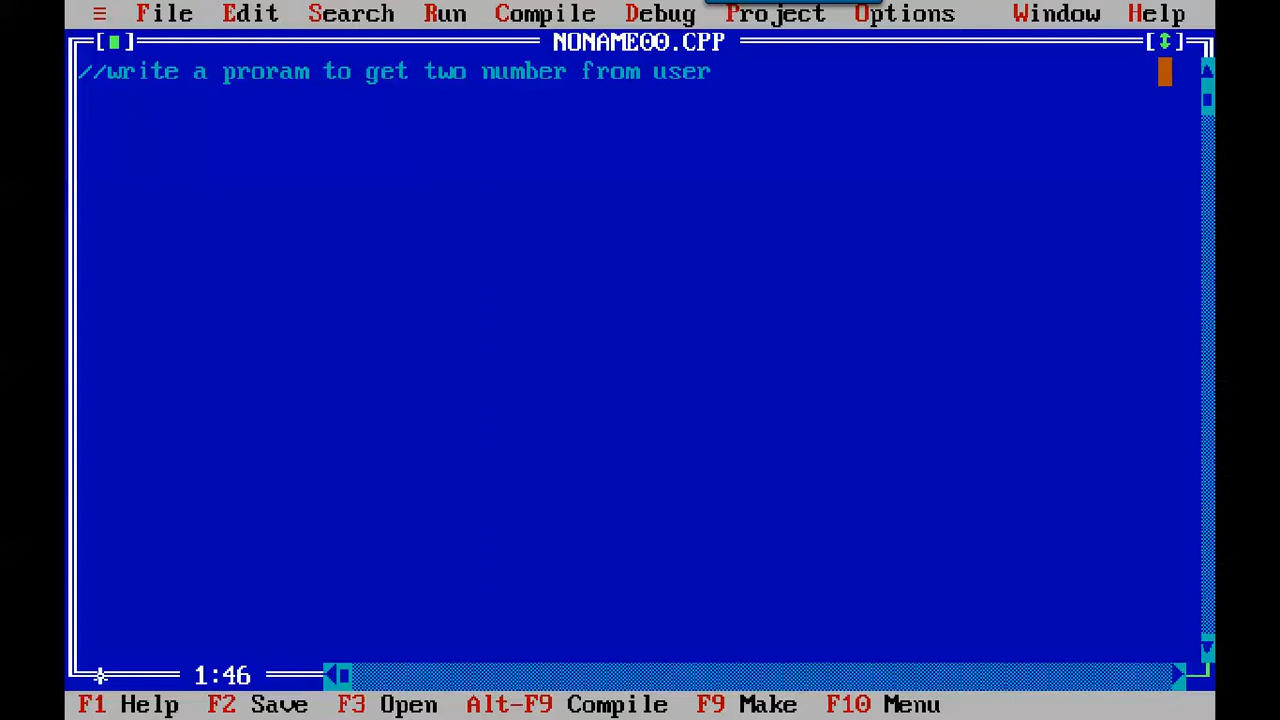 ≡ File Edit Search Run Compile Debug Project Options Window Help
[■] NONAME00.CPP [↕]
//write a proram to get two number from user
1:46
F1 Help F2 Save F3 Open Alt-F9 Compile F9 Make F10 Menu